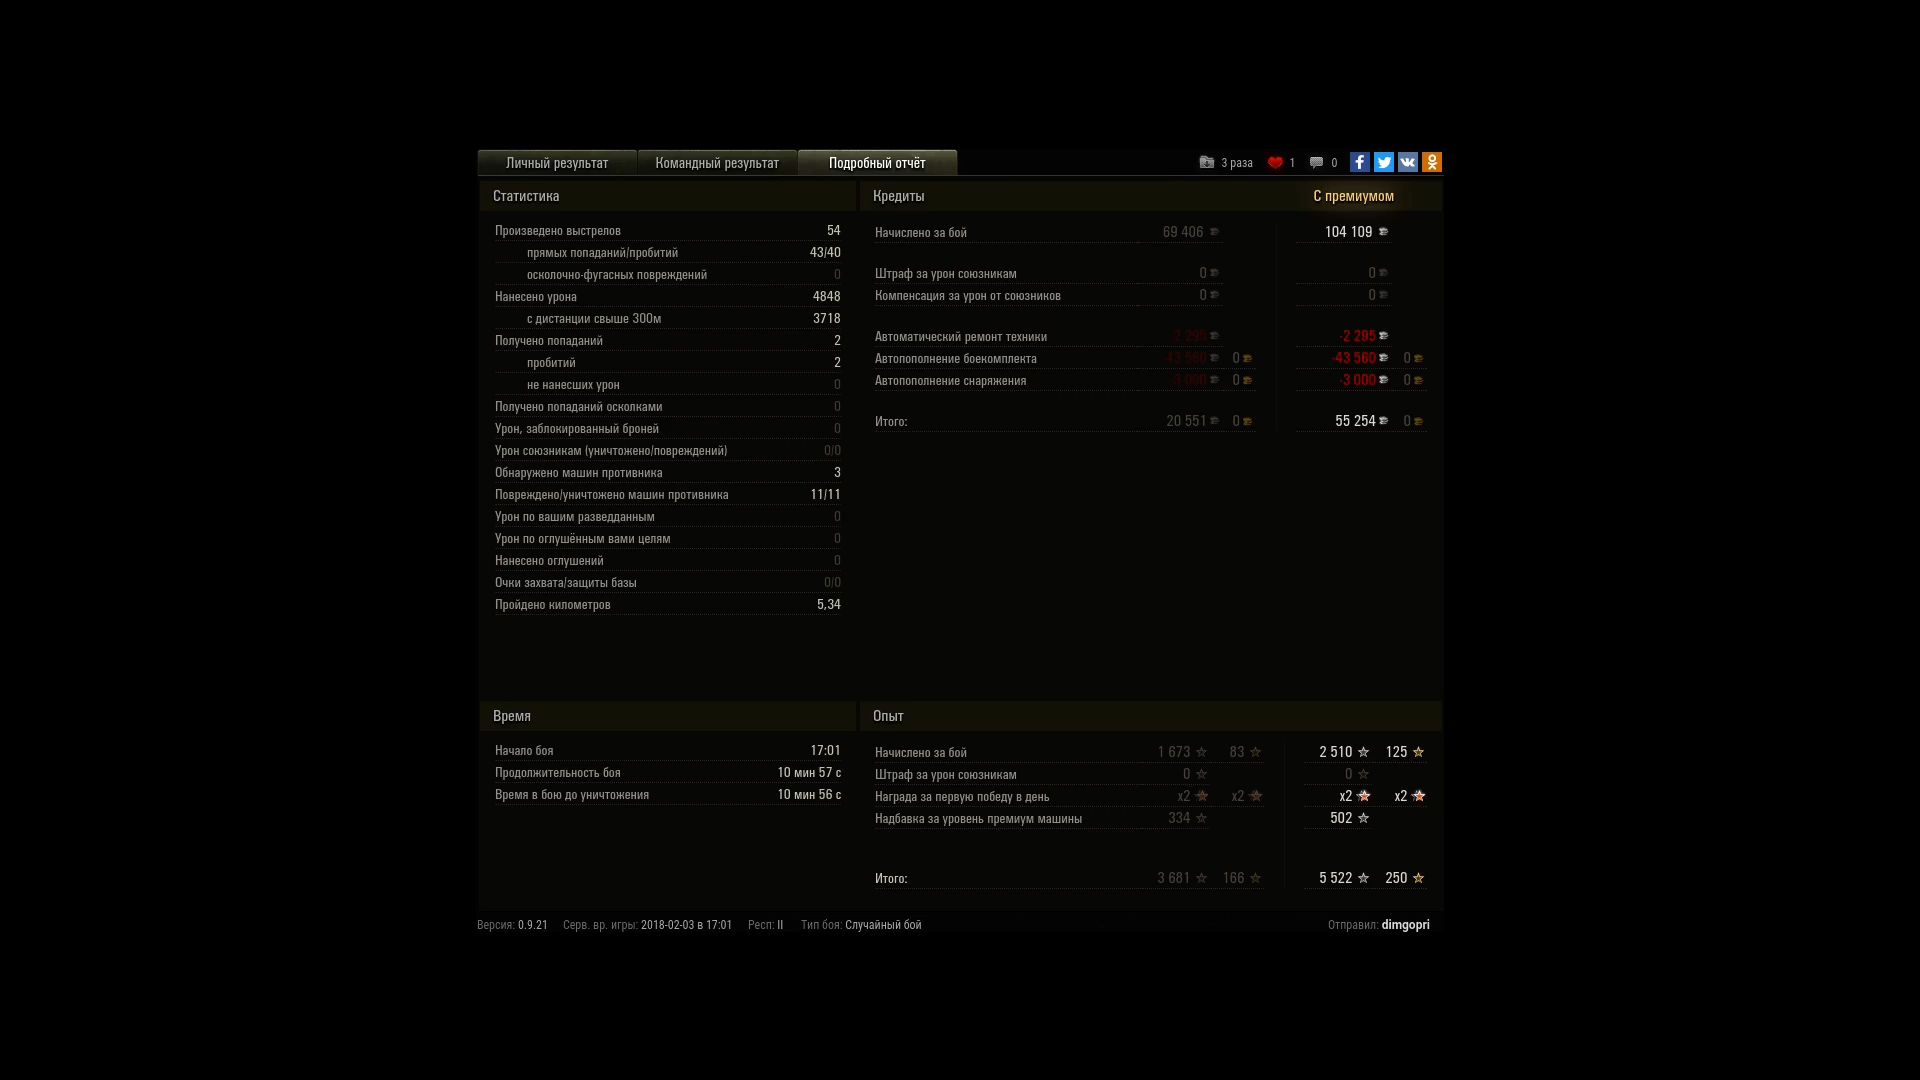 Личный результат Командный результат Подробный отчёт 3 раза 1 0
Статистика
Произведено выстрелов 54
прямых попаданий/пробитий 43/40
осколочно-фугасных повреждений 0
Нанесено урона 4848
с дистанции свыше 300м 3718
Получено попаданий 2
пробитий 2
не нанесших урон 0
Получено попаданий осколками 0
Урон, заблокированный броней 0
Урон союзникам (уничтожено/повреждений) 0/0
Обнаружено машин противника 3
Повреждено/уничтожено машин противника 11/11
Урон по вашим разведданным 0
Урон по оглушённым вами целям 0
Нанесено оглушений 0
Очки захвата/защиты базы 0/0
Пройдено километров 5,34
Кредиты С премиумом
Начислено за бой 69 406 104 109
Штраф за урон союзникам 0 0
Компенсация за урон от союзников 0 0
Автоматический ремонт техники -2 295 -2 295
Автопополнение боекомплекта -43 560 0 -43 560 0
Автопополнение снаряжения -3 000 0 -3 000 0
Итого: 20 551 0 55 254 0
Время
Начало боя 17:01
Продолжительность боя 10 мин 57 с
Время в бою до уничтожения 10 мин 56 с
Опыт
Начислено за бой 1 673 83 2 510 125
Штраф за урон союзникам 0 0
Награда за первую победу в день x2 x2 x2 x2
Надбавка за уровень премиум машины 334 502
Итого: 3 681 166 5 522 250
Версия: 0.9.21 Серв. вр. игры: 2018-02-03 в 17:01 Респ: II Тип боя: Случайный бой Отправил: dimgopri